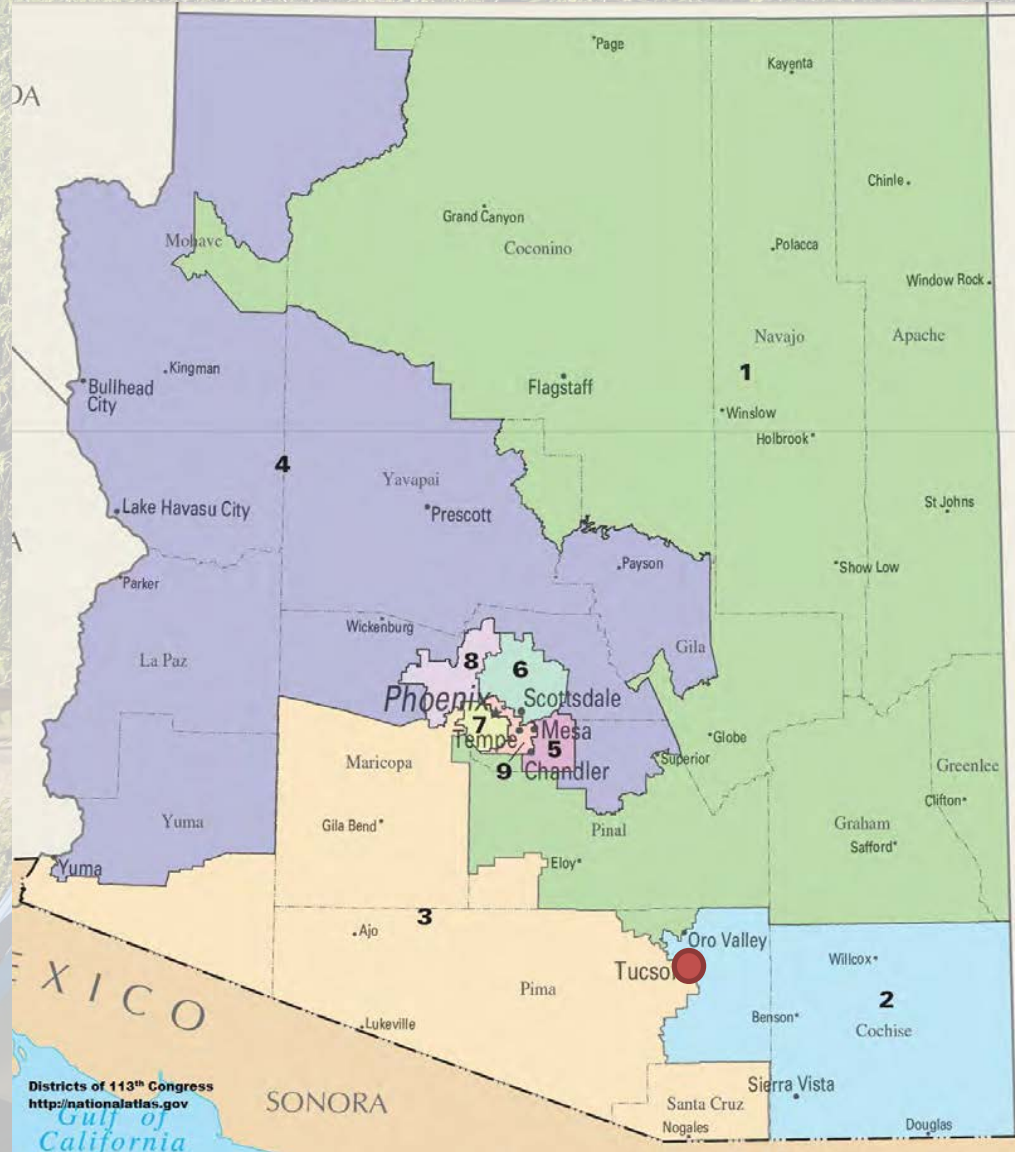 Page
Kayenta
DA
Chinle
Grand Canyon
Mohave
Coconino
Polacca
Window Rock
Navajo
Apache
Kingman
1
Bullhead
City
Flagstaff
Winslow
Holbrook
4
Yavapai
Lake Havasu City
Prescott
St Johns
A
Payson
Show Low
Parker
Wickenburg
Gila
La Paz
8
6
Phoenix
Scottsdale
7
Mesa
Tempe
5
Globe
Superior
Maricopa
9
Chandler
Greenlee
Clifton
Yuma
Gila Bend
Pinal
Graham
Safford
Yuma
Eloy
3
Ajo
Oro Valley
Willcox
Tucso
EXICO
Pima
2
Benson
Cochise
Lukeville
Districts of 113th Congress
http://nationalatlas.gov
Sierra Vista
SONORA
Santa Cruz
Gulf of
California
Nogales
Douglas